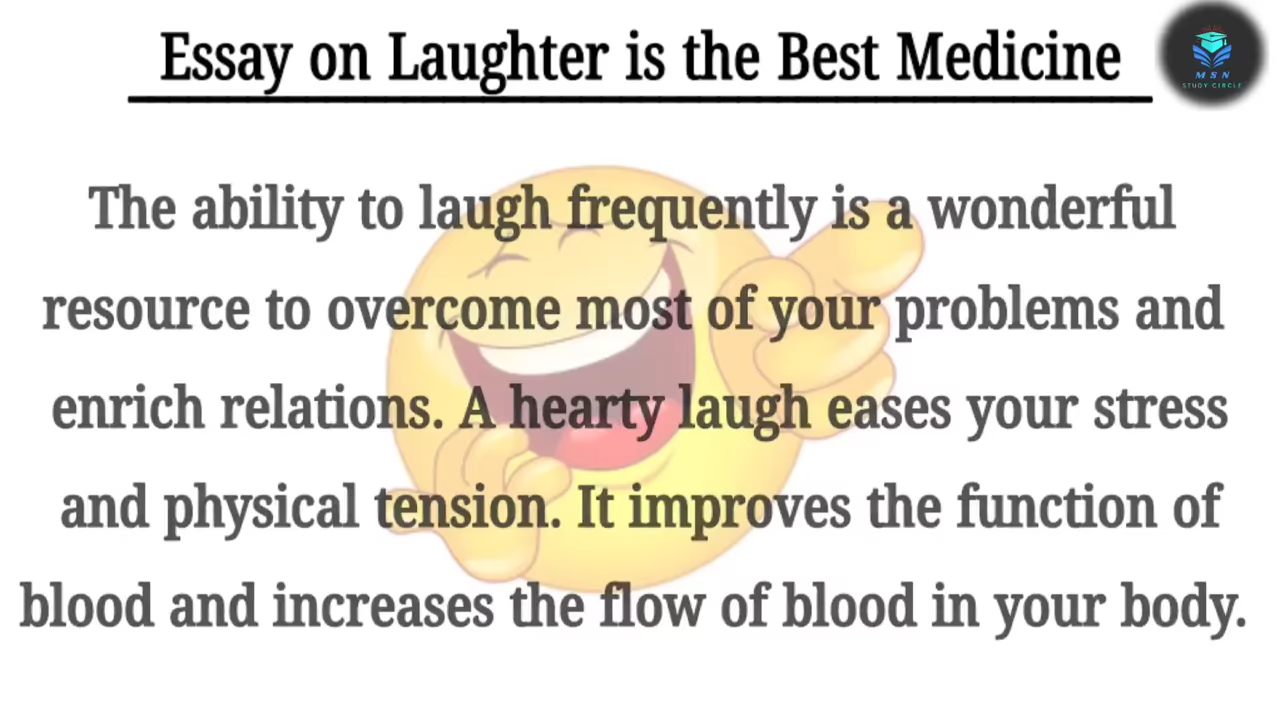 Essay on Laughter is the Best Medicine
MSN
STUDY CIRCLE
The ability to laugh frequently is a wonderful
resource to overcome most of your problems and
enrich relations. A hearty laugh eases your stress
and physical tension. It improves the function of
blood and increases the flow of blood in your body.